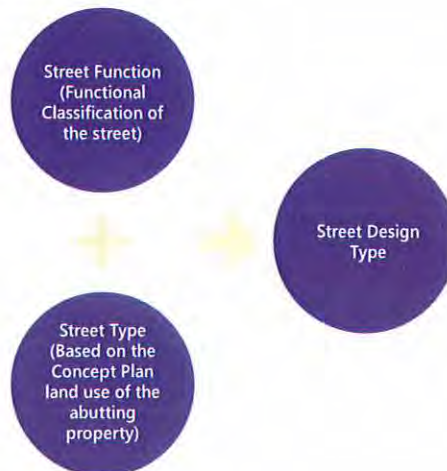 Street Function
(Functional
Classification of
the street)
+
Street Design
Type
Street Type
(Based on the
Concept Plan
land use of the
abutting
property)